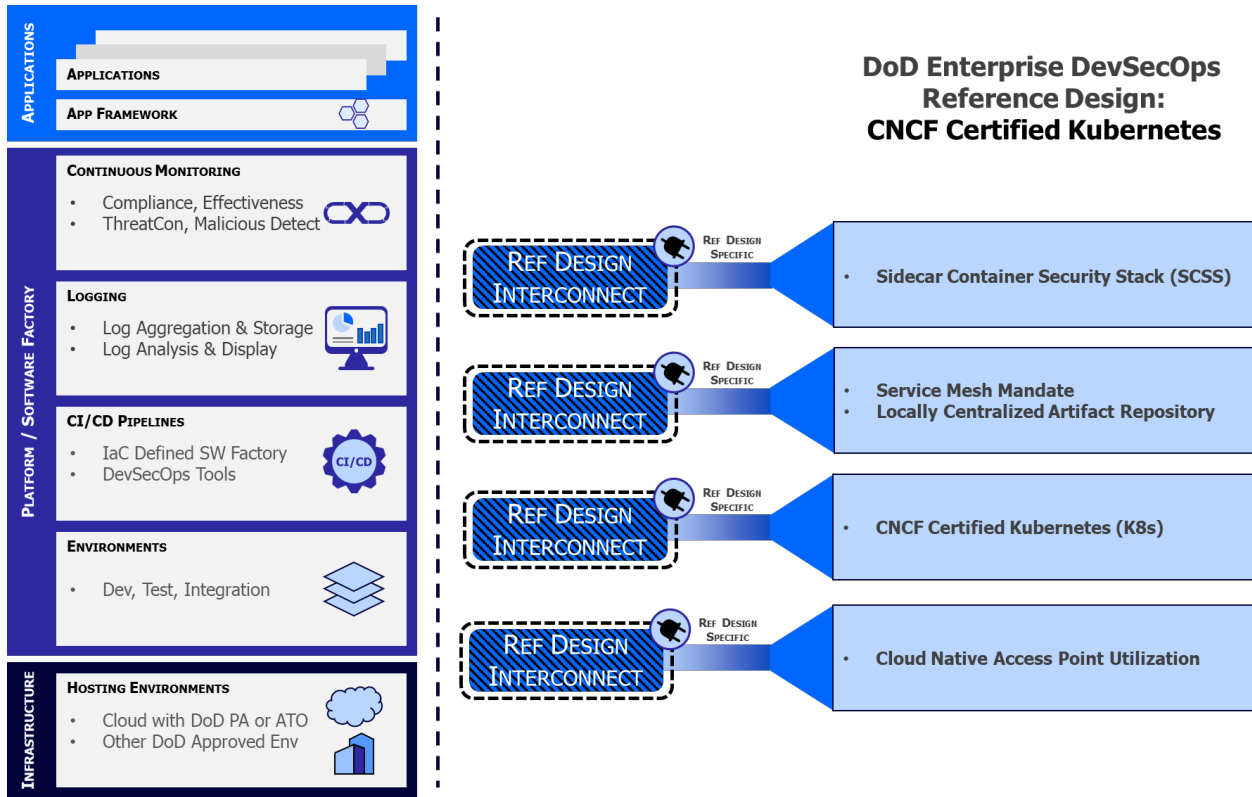 APPLICATIONS
APPLICATIONS
APP FRAMEWORK
PLATFORM / SOFTWARE FACTORY
CONTINUOUS MONITORING
• Compliance, Effectiveness
• ThreatCon, Malicious Detect
LOGGING
• Log Aggregation & Storage
• Log Analysis & Display
CI/CD PIPELINES
• IaC Defined SW Factory
• DevSecOps Tools
CI/CD
ENVIRONMENTS
• Dev, Test, Integration
INFRASTRUCTURE
HOSTING ENVIRONMENTS
• Cloud with DoD PA or ATO
• Other DoD Approved Env
DoD Enterprise DevSecOps
Reference Design:
CNCF Certified Kubernetes
REF DESIGN
INTERCONNECT
REF DESIGN
SPECIFIC
• Sidecar Container Security Stack (SCSS)
REF DESIGN
INTERCONNECT
REF DESIGN
SPECIFIC
• Service Mesh Mandate
• Locally Centralized Artifact Repository
REF DESIGN
INTERCONNECT
REF DESIGN
SPECIFIC
• CNCF Certified Kubernetes (K8s)
REF DESIGN
INTERCONNECT
REF DESIGN
SPECIFIC
• Cloud Native Access Point Utilization